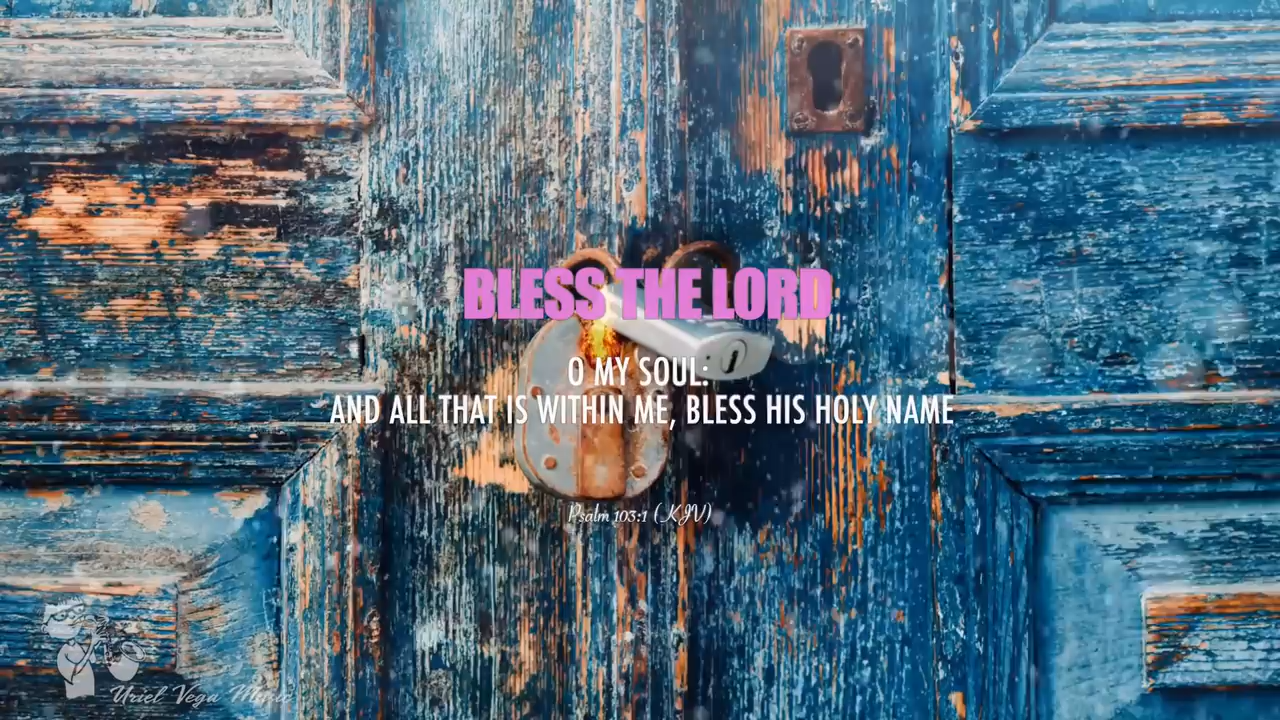 BLESS THE LORD
O MY SOUL:
AND ALL THAT IS WITHIN ME, BLESS HIS HOLY NAME
Psalm 103:1 (KJV)
Uriel Vega Music